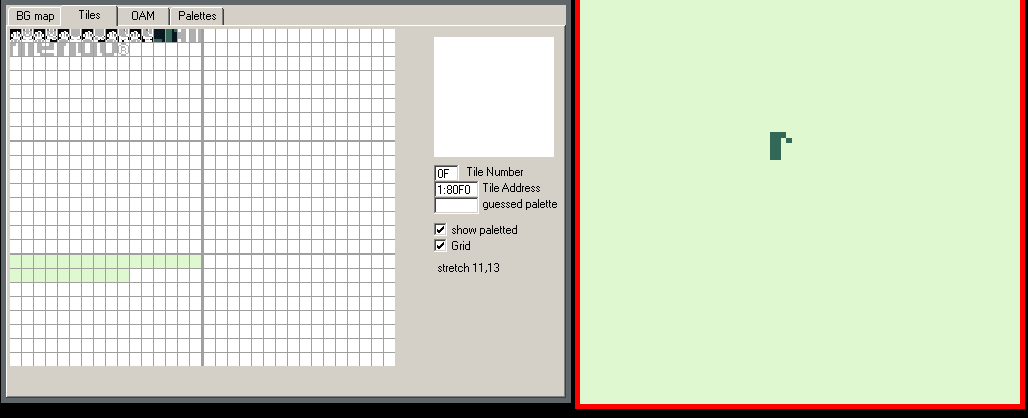 BG map Tiles OAM Palettes
0F Tile Number
1:80F0 Tile Address
guessed palette
show paletted
Grid
stretch 11,13